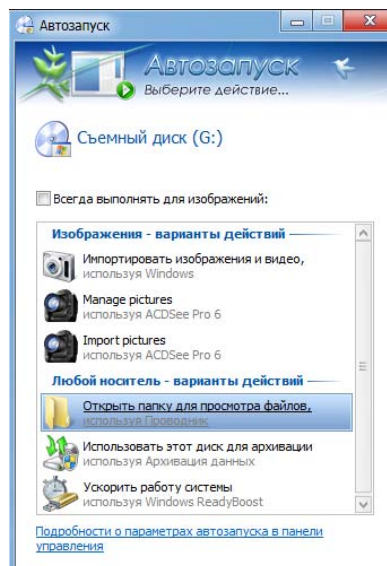 Автозапуск
Автозапуск
Выберите действие...
Съемный диск (G:)
Всегда выполнять для изображений:
Изображения - варианты действий
Импортировать изображения и видео,
используя Windows
Manage pictures
используя ACDSee Pro 6
Import pictures
используя ACDSee Pro 6
Любой носитель - варианты действий
Открыть папку для просмотра файлов,
используя Проводник
Использовать этот диск для архивации
используя Архивация данных
Ускорить работу системы
используя Windows ReadyBoost
Подробности о параметрах автозапуска в панели
управления